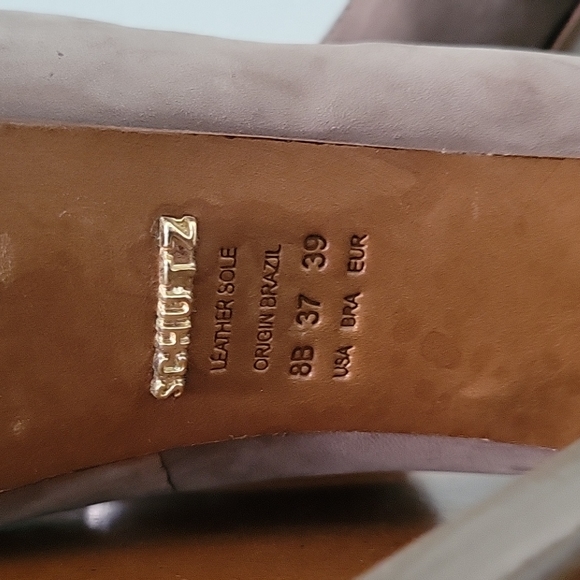 SCHUTZ
LEATHER SOLE
ORIGIN BRAZIL
8B 37 39
USA BRA EUR